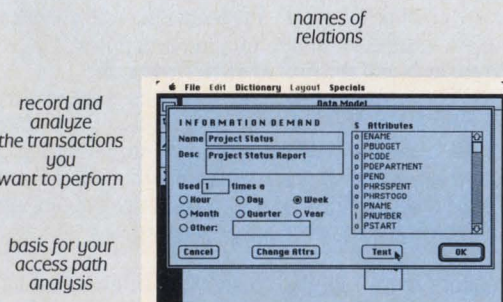 names of
relations
record and
analyze
the transactions
you
want to perform
basis for your
access path
analysis
File Edit Dictionary Layout Specials
Data Model
INFORMATION DEMAND
Name Project Status
Desc Project Status Report
Used 1 times a
Hour Day Week
Month Quarter Year
Other:
S Attributes
o ENAME
o PBUDGET
o PCODE
o PDEPARTMENT
o PEND
o PHRSSPENT
o PHRSTOGO
o PNAME
i PNUMBER
o PSTART
Cancel Change Attrs Text OK